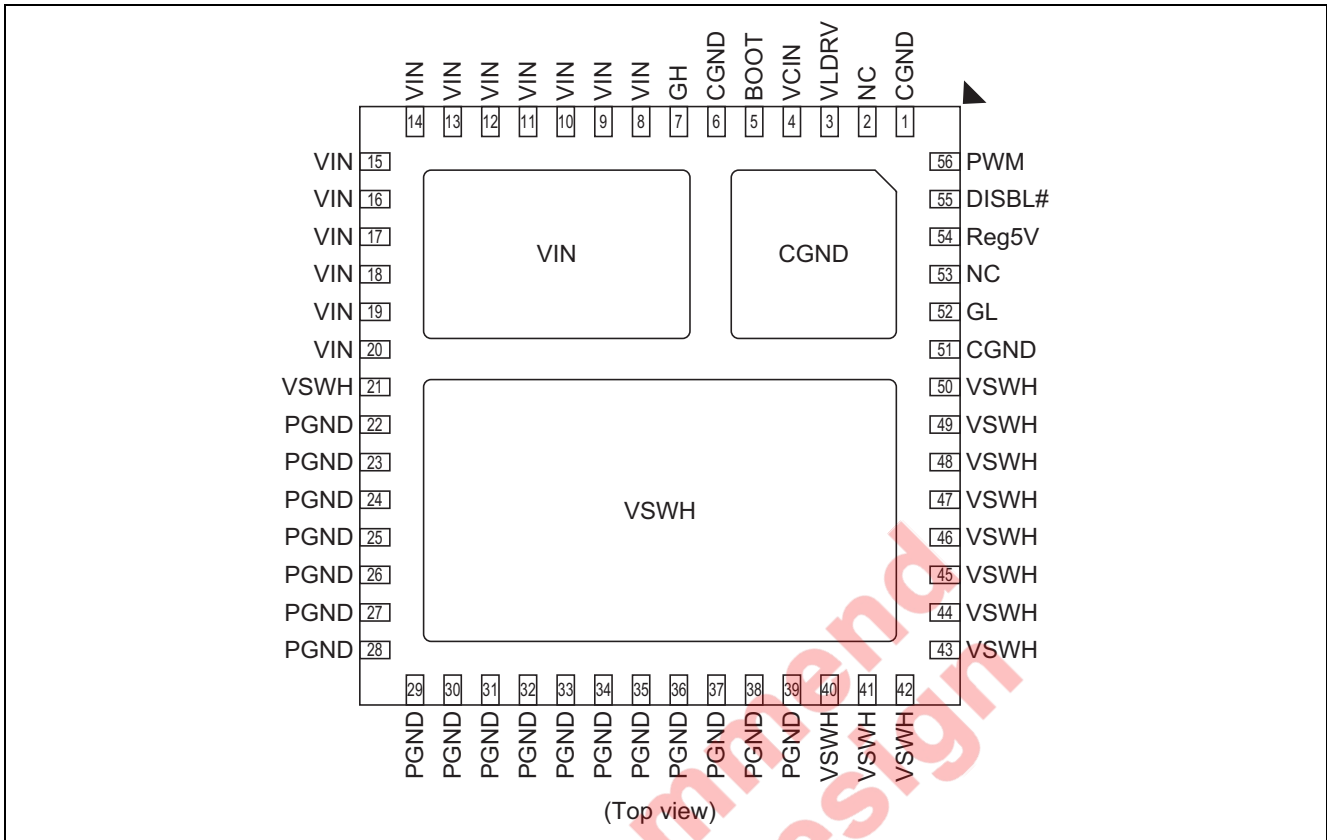 VIN VIN VIN VIN VIN VIN VIN GH CGND BOOT VCIN VLDRV NC CGND
14 13 12 11 10 9 8 7 6 5 4 3 2 1
VIN 15 56 PWM
VIN 16 55 DISBL#
VIN 17 54 Reg5V
VIN CGND
VIN 18 53 NC
VIN 19 52 GL
VIN 20 51 CGND
VSWH 21 50 VSWH
PGND 22 49 VSWH
PGND 23 48 VSWH
PGND 24 47 VSWH
VSWH
PGND 25 46 VSWH
PGND 26 45 VSWH
PGND 27 44 VSWH
PGND 28 43 VSWH
29 30 31 32 33 34 35 36 37 38 39 40 41 42
PGND PGND PGND PGND PGND PGND PGND PGND PGND PGND PGND VSWH VSWH VSWH
(Top view)
mmend
esign